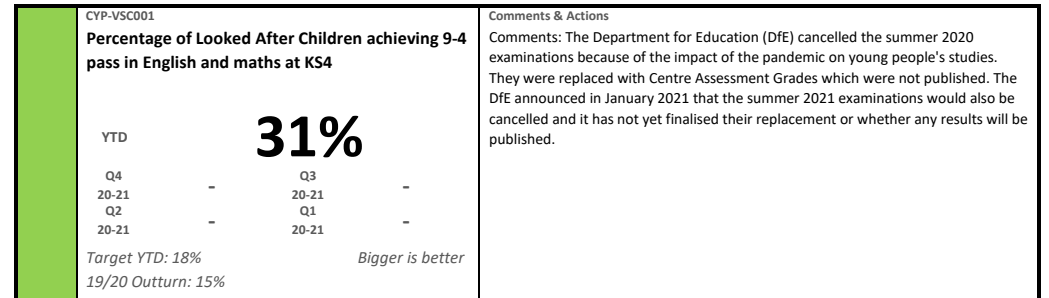 CYP-VSC001
Percentage of Looked After Children achieving 9-4
pass in English and maths at KS4
YTD
31%
Q4
20-21
-
Q3
20-21
-
Q2
20-21
-
Q1
20-21
-
Target YTD: 18%
Bigger is better
19/20 Outturn: 15%
Comments & Actions
Comments: The Department for Education (DfE) cancelled the summer 2020
examinations because of the impact of the pandemic on young people's studies.
They were replaced with Centre Assessment Grades which were not published. The
DfE announced in January 2021 that the summer 2021 examinations would also be
cancelled and it has not yet finalised their replacement or whether any results will be
published.